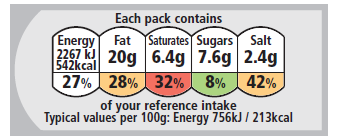 Each pack contains
Energy Fat Saturates Sugars Salt
2267 kJ 20g 6.4g 7.6g 2.4g
542kcal
27% 28% 32% 8% 42%
of your reference intake
Typical values per 100g: Energy 756kJ / 213kcal